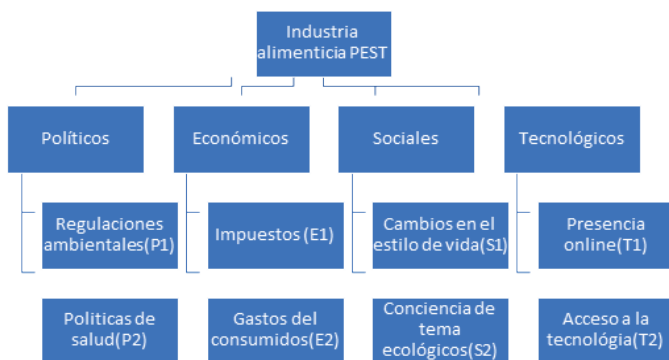 Industria
alimenticia PEST
Políticos
Económicos
Sociales
Tecnológicos
Regulaciones
ambientales(P1)
Impuestos (E1)
Cambios en el
estilo de vida(S1)
Presencia
online(T1)
Politicas de
salud(P2)
Gastos del
consumidos(E2)
Conciencia de
tema
ecológicos(S2)
Acceso a la
tecnológia(T2)